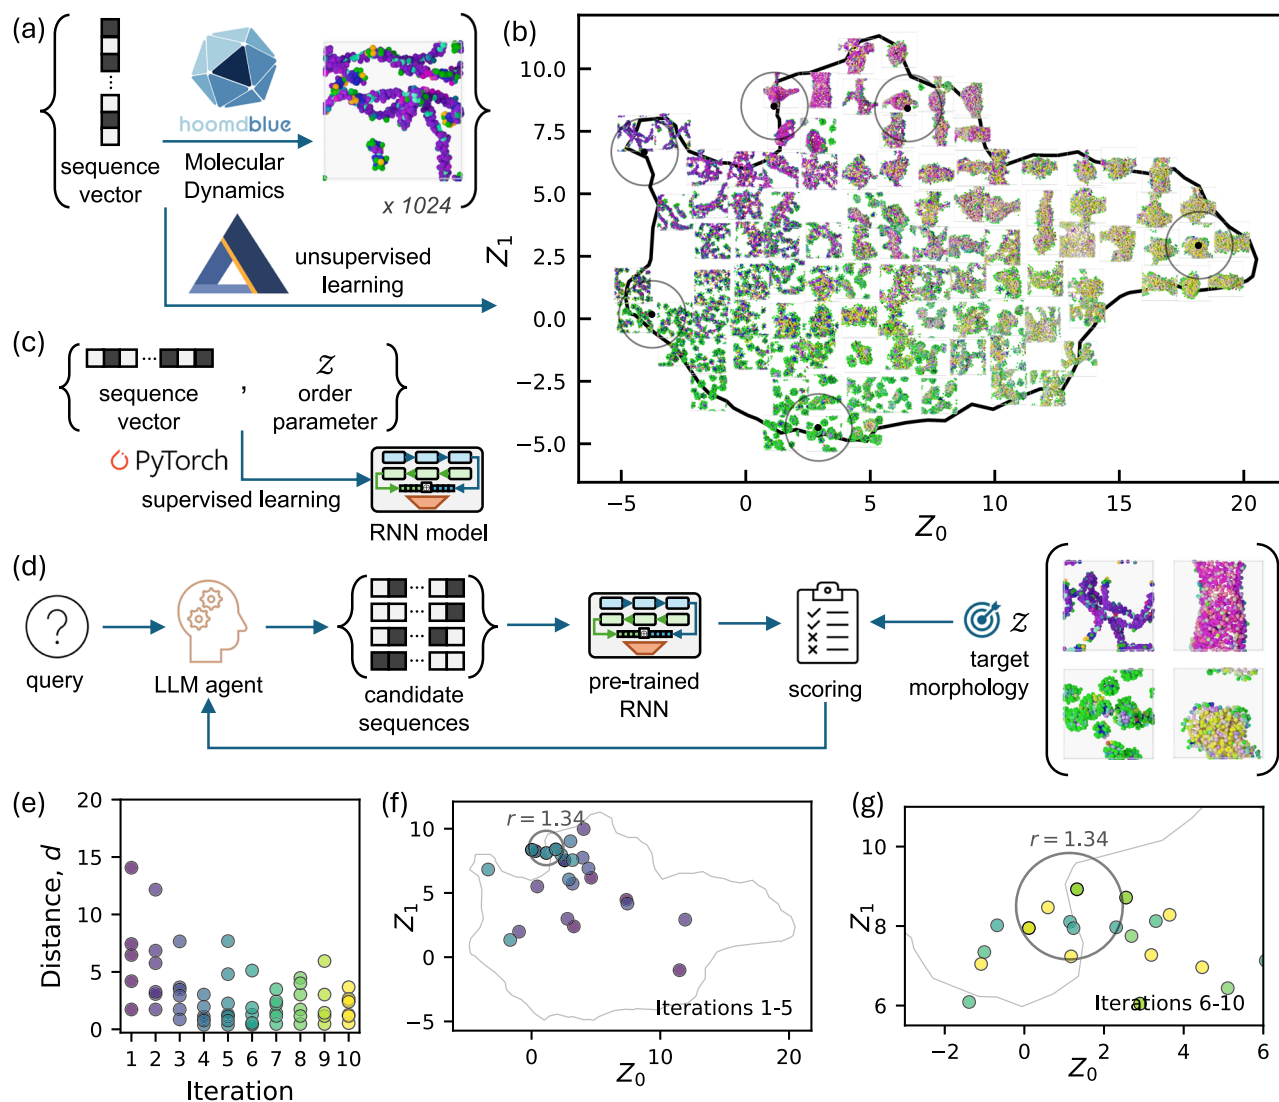 (a)
sequence
vector
hoomdblue
Molecular
Dynamics
x 1024
unsupervised
learning
(b)
10.0
7.5
5.0
2.5
0.0
−2.5
−5.0
Z1
−5
0
5
10
15
20
Z0
(c)
...
sequence
vector
,
Z
order
parameter
PyTorch
supervised learning
RNN model
(d)
?
query
LLM agent
candidate
sequences
pre-trained
RNN
scoring
Z
target
morphology
(e)
20
15
10
5
0
Distance, d
1 2 3 4 5 6 7 8 9 10
Iteration
(f)
r = 1.34
10
5
0
−5
Z1
Iterations 1-5
0
10
20
Z0
(g)
r = 1.34
10
8
6
Z1
Iterations 6-10
−2
0
2
4
6
Z0